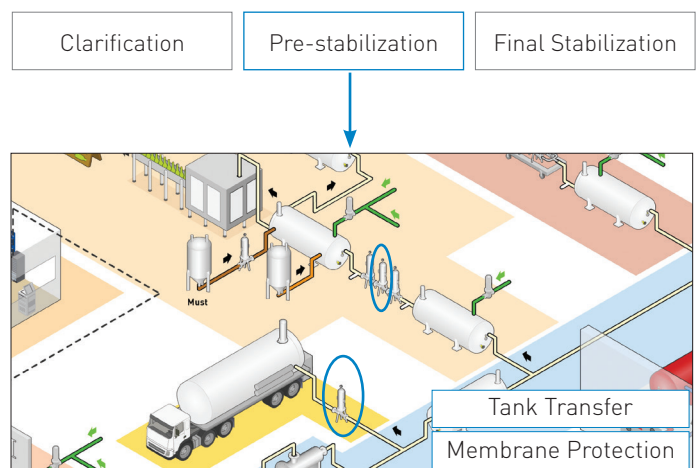 Clarification
Pre-stabilization
Final Stabilization
Must
Tank Transfer
Membrane Protection